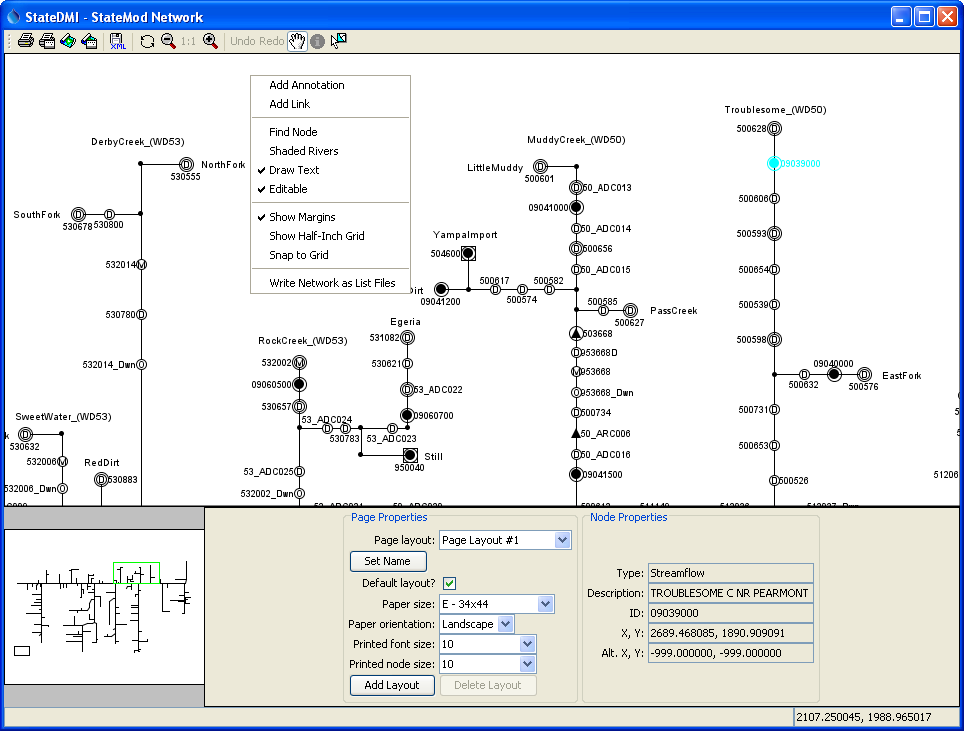 StateDMI - StateMod Network
XML
1:1
Undo Redo
Add Annotation
Add Link
Find Node
Shaded Rivers
Draw Text
Editable
Show Margins
Show Half-Inch Grid
Snap to Grid
Write Network as List Files
DerbyCreek_(WD53)
NorthFork
530555
SouthFork
530678
530800
532014
530780
532014_Dwn
SweetWater_(WD53)
530632
532006
532006_Dwn
RedDirt
530883
RockCreek_(WD53)
532002
09060500
530657
53_ADC024
530783
53_ADC023
53_ADC025
532002_Dwn
Egeria
531082
530621
53_ADC022
09060700
Still
950040
YampaImport
504600
09041200
500617
500574
500582
MuddyCreek_(WD50)
LittleMuddy
500601
50_ADC013
09041000
50_ADC014
500656
50_ADC015
500585
500627
PassCreek
503668
953668D
953668
953668_Dwn
500734
50_ARC006
50_ADC016
09041500
Troublesome_(WD50)
500628
09039000
500606
500593
500654
500539
500598
09040000
500632
500576
EastFork
500731
500653
500526
51206
Page Properties
Page layout: Page Layout #1
Set Name
Default layout?
Paper size: E - 34x44
Paper orientation: Landscape
Printed font size: 10
Printed node size: 10
Add Layout
Delete Layout
Node Properties
Type: Streamflow
Description: TROUBLESOME C NR PEARMONT
ID: 09039000
X, Y: 2689.468085, 1890.909091
Alt. X, Y: -999.000000, -999.000000
2107.250045, 1988.965017